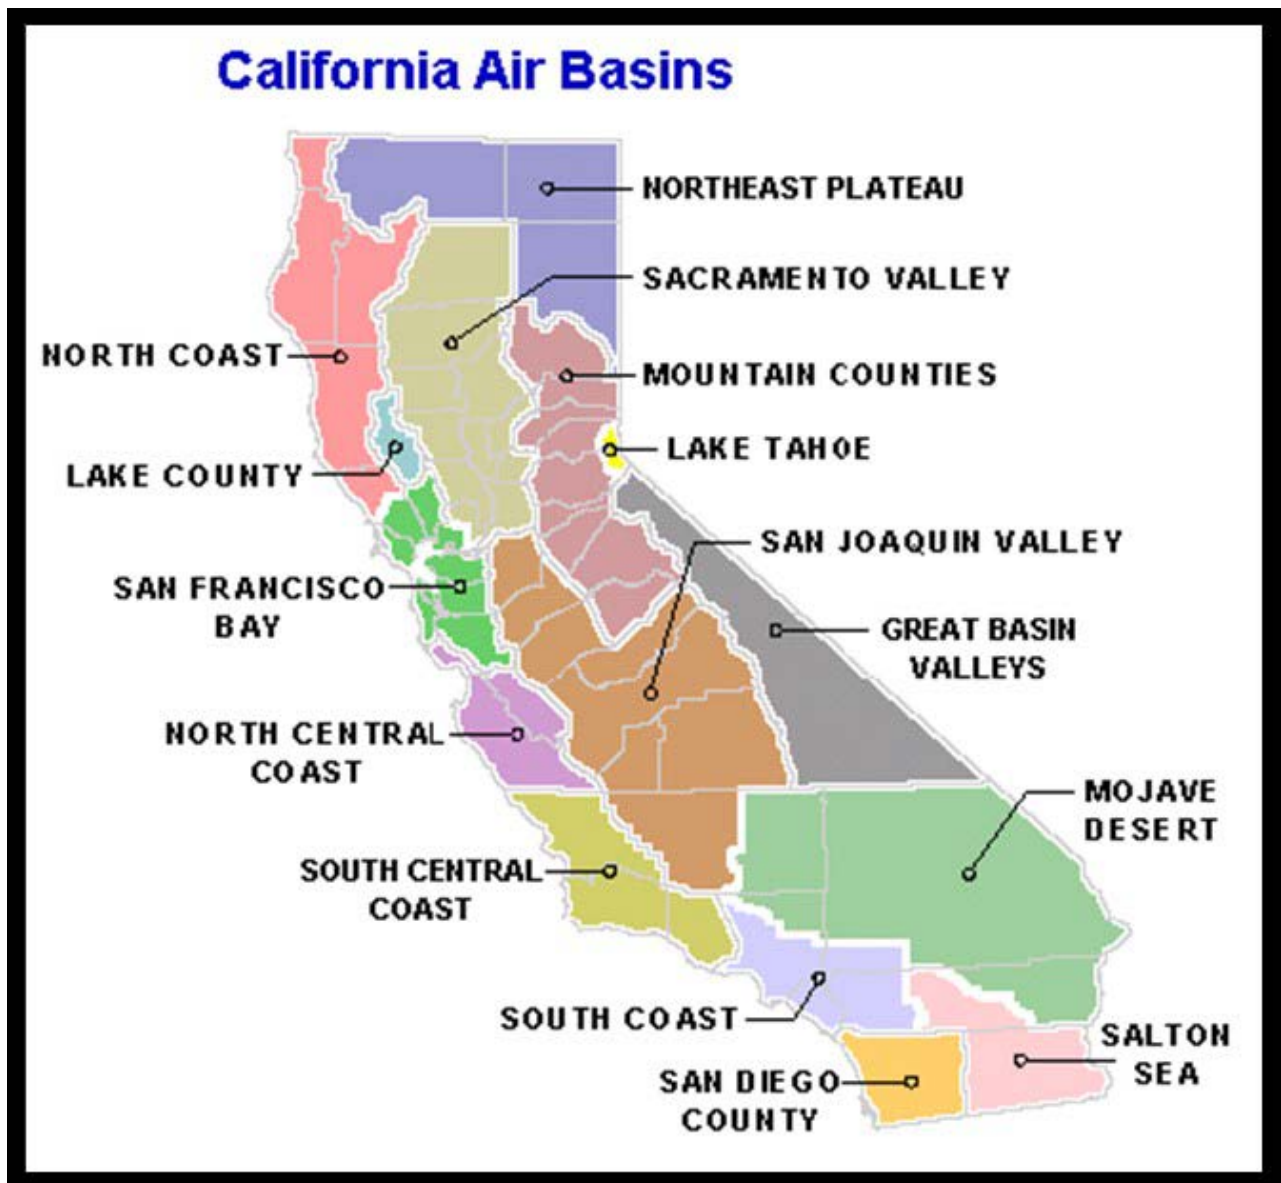 California Air Basins
NORTHEAST PLATEAU
SACRAMENTO VALLEY
NORTH COAST
MOUNTAIN COUNTIES
LAKE TAHOE
LAKE COUNTY
SAN JOAQUIN VALLEY
SAN FRANCISCO
BAY
GREAT BASIN
VALLEYS
NORTH CENTRAL
COAST
MOJAVE
DESERT
SOUTH CENTRAL
COAST
SOUTH COAST
SALTON
SEA
SAN DIEGO
COUNTY